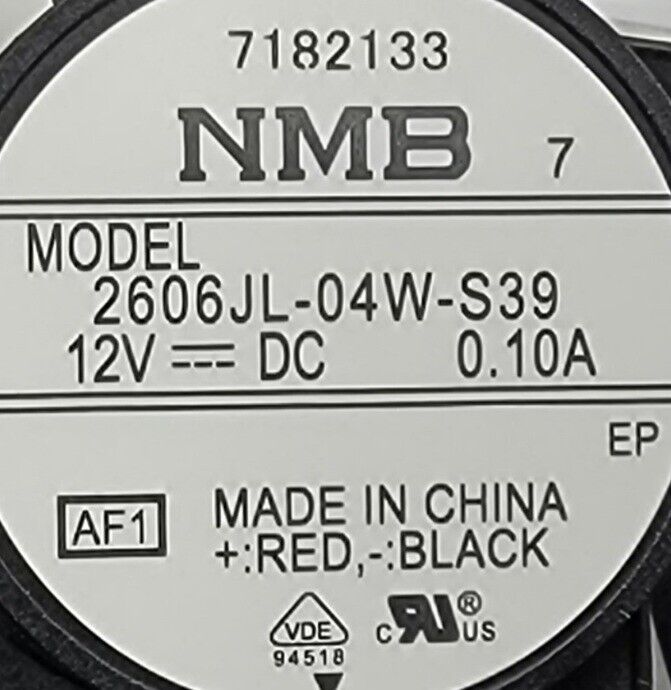 7182133
NMB 7
MODEL
2606JL-04W-S39
12V ⎓ DC 0.10A
EP
AF1
MADE IN CHINA
+:RED,-:BLACK
VDE
94518
c RU® US